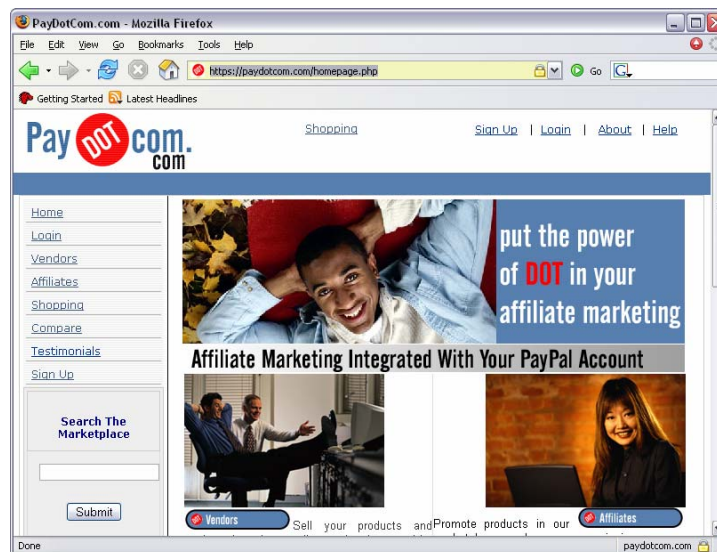 PayDotCom.com - Mozilla Firefox
File Edit View Go Bookmarks Tools Help
https://paydotcom.com/homepage.php Go G
Getting Started Latest Headlines
Pay DOT com.
com
Shopping
Sign Up | Login | About | Help
Home
Login
Vendors
Affiliates
Shopping
Compare
Testimonials
Sign Up
Search The
Marketplace
Submit
put the power
of DOT in your
affiliate marketing
Affiliate Marketing Integrated With Your PayPal Account
Vendors
Sell your products and
Affiliates
Promote products in our
Done paydotcom.com